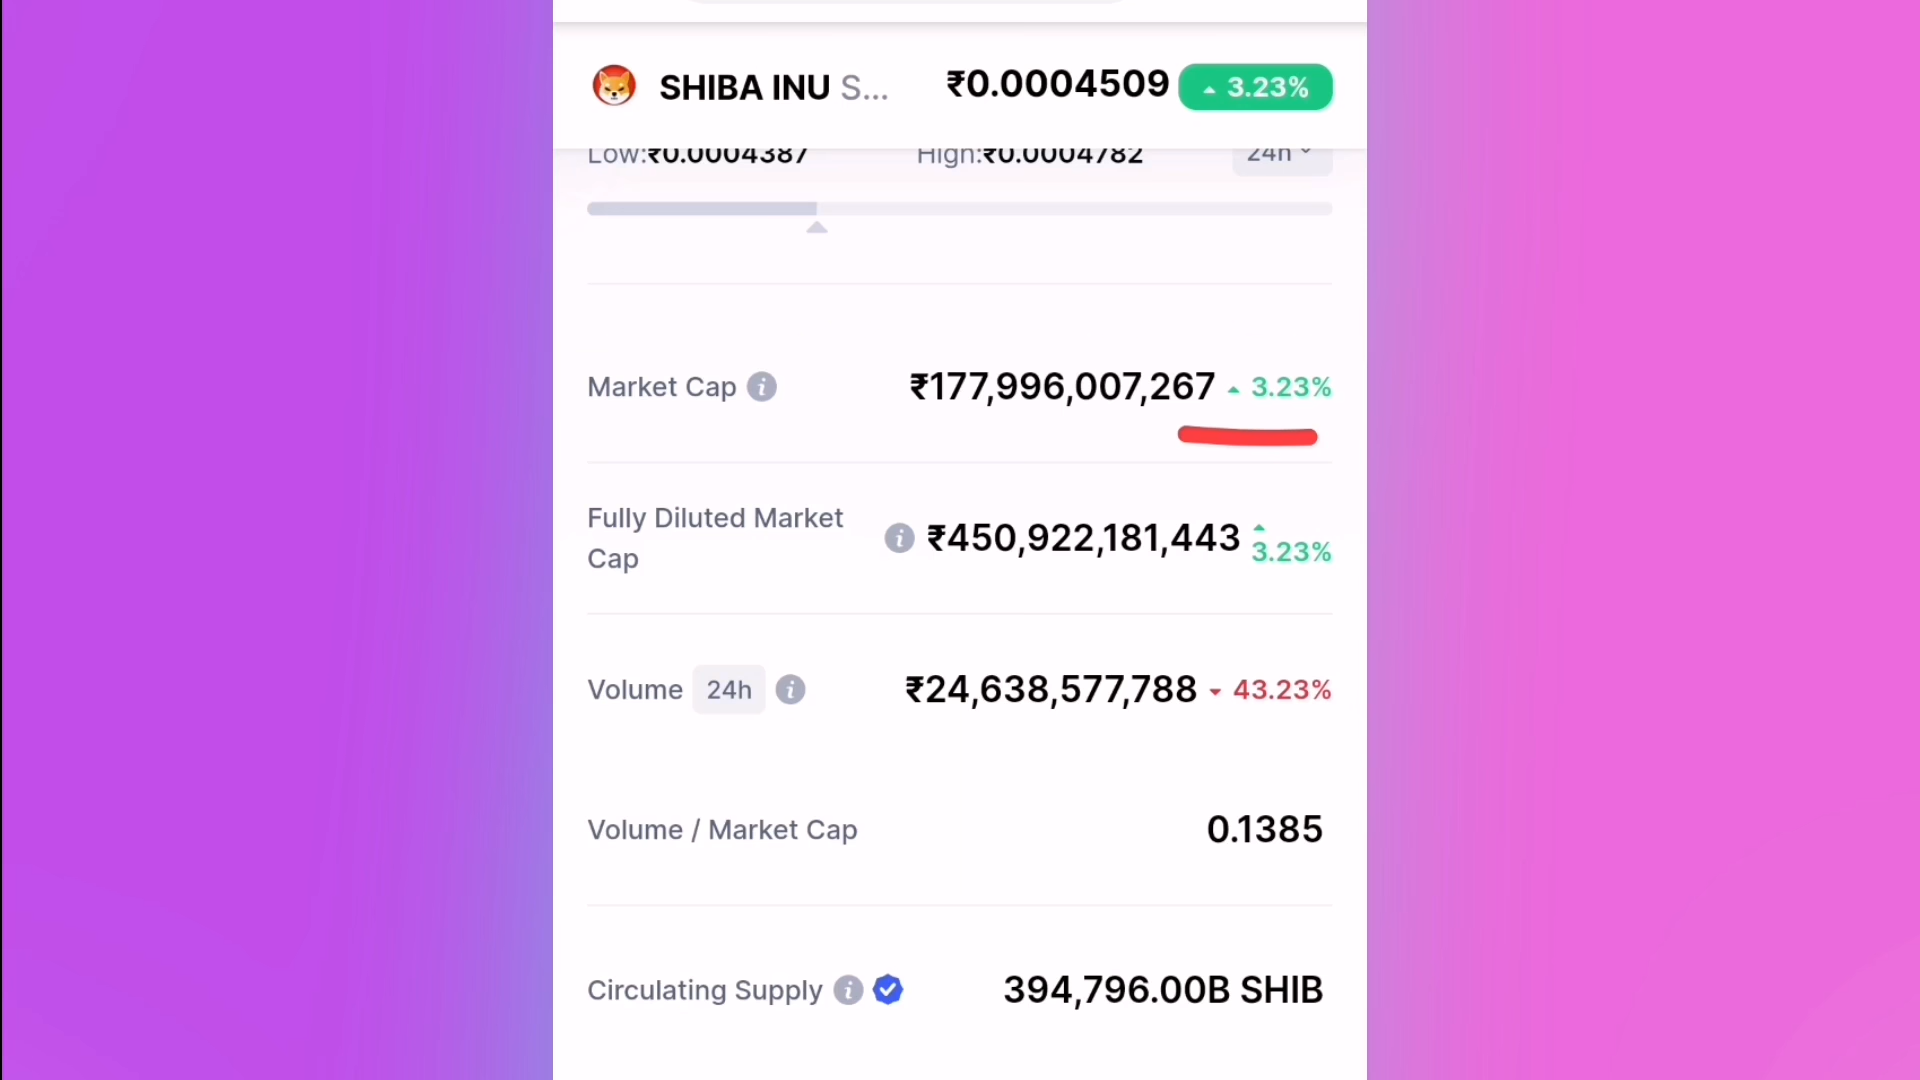 SHIBA INU S... ₹0.0004509 3.23%
Low:₹0.0004387 High:₹0.0004782 24h
Market Cap ₹177,996,007,267 3.23%
Fully Diluted Market
Cap ₹450,922,181,443 3.23%
Volume 24h ₹24,638,577,788 43.23%
Volume / Market Cap 0.1385
Circulating Supply 394,796.00B SHIB